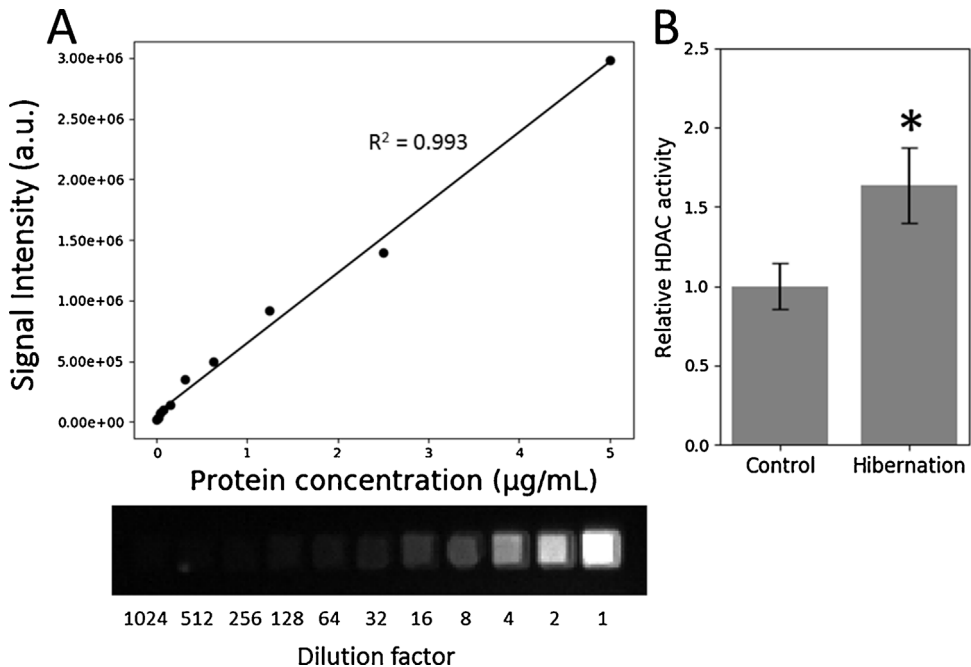 A
3.00e+06
2.50e+06
2.00e+06
1.50e+06
1.00e+06
5.00e+05
0.00e+00
Signal Intensity (a.u.)
R² = 0.993
0 1 2 3 4 5
Protein concentration (μg/mL)
1024 512 256 128 64 32 16 8 4 2 1
Dilution factor
B
2.5
2.0
1.5
1.0
0.5
0.0
Relative HDAC activity
*
Control Hibernation